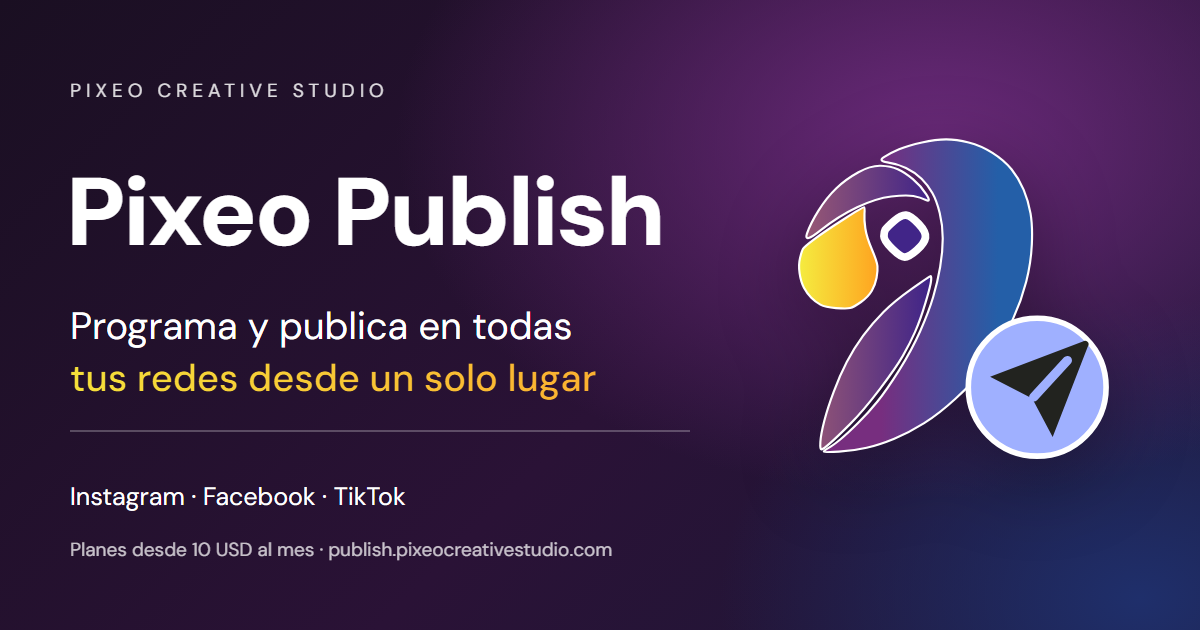 PIXEO CREATIVE STUDIO
Pixeo Publish
Programa y publica en todas
tus redes desde un solo lugar
Instagram · Facebook · TikTok
Planes desde 10 USD al mes · publish.pixeocreativestudio.com